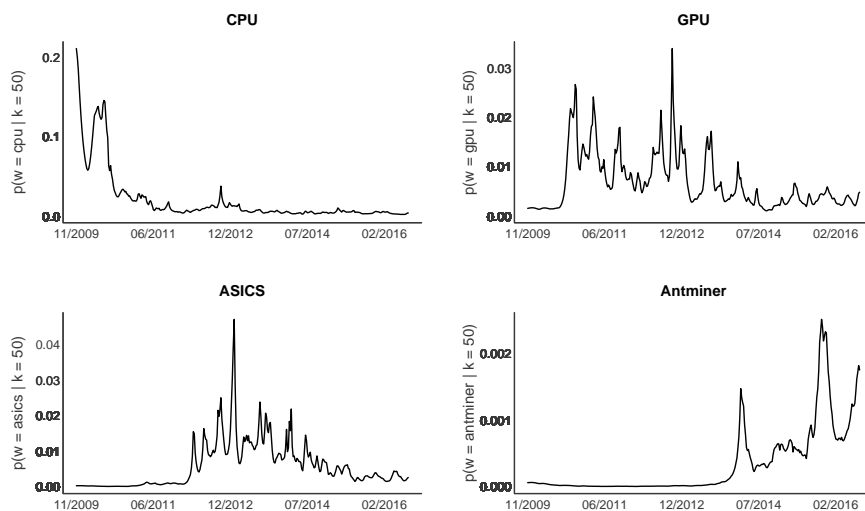 CPU
p(w = cpu | k = 50)
0.2
0.1
0.0
11/2009 06/2011 12/2012 07/2014 02/2016
GPU
p(w = gpu | k = 50)
0.03
0.02
0.01
0.00
11/2009 06/2011 12/2012 07/2014 02/2016
ASICS
p(w = asics | k = 50)
0.04
0.03
0.02
0.01
0.00
11/2009 06/2011 12/2012 07/2014 02/2016
Antminer
p(w = antminer | k = 50)
0.002
0.001
0.000
11/2009 06/2011 12/2012 07/2014 02/2016